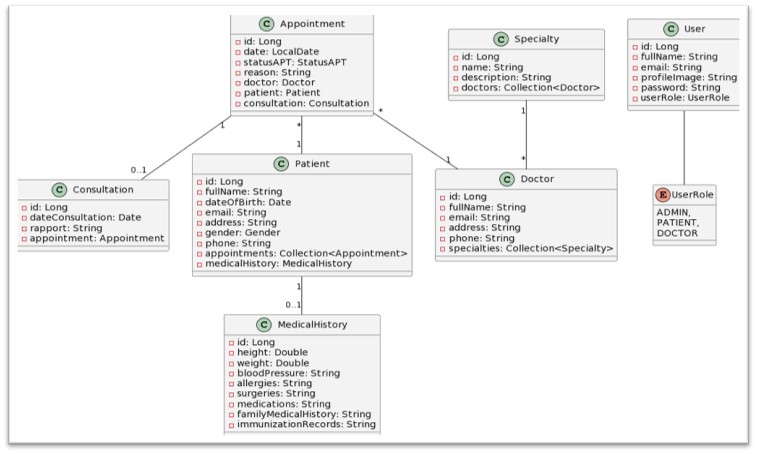 C Appointment
id: Long
date: LocalDate
statusAPT: StatusAPT
reason: String
doctor: Doctor
patient: Patient
consultation: Consultation
C Specialty
id: Long
name: String
description: String
doctors: Collection<Doctor>
C User
id: Long
fullName: String
email: String
profileImage: String
password: String
userRole: UserRole
1
0..1
*
1
*
1
1
*
C Consultation
id: Long
dateConsultation: Date
rapport: String
appointment: Appointment
C Patient
id: Long
fullName: String
dateOfBirth: Date
email: String
address: String
gender: Gender
phone: String
appointments: Collection<Appointment>
medicalHistory: MedicalHistory
C Doctor
id: Long
fullName: String
email: String
address: String
phone: String
specialties: Collection<Specialty>
E UserRole
ADMIN,
PATIENT,
DOCTOR
1
0..1
C MedicalHistory
id: Long
height: Double
weight: Double
bloodPressure: String
allergies: String
surgeries: String
medications: String
familyMedicalHistory: String
immunizationRecords: String